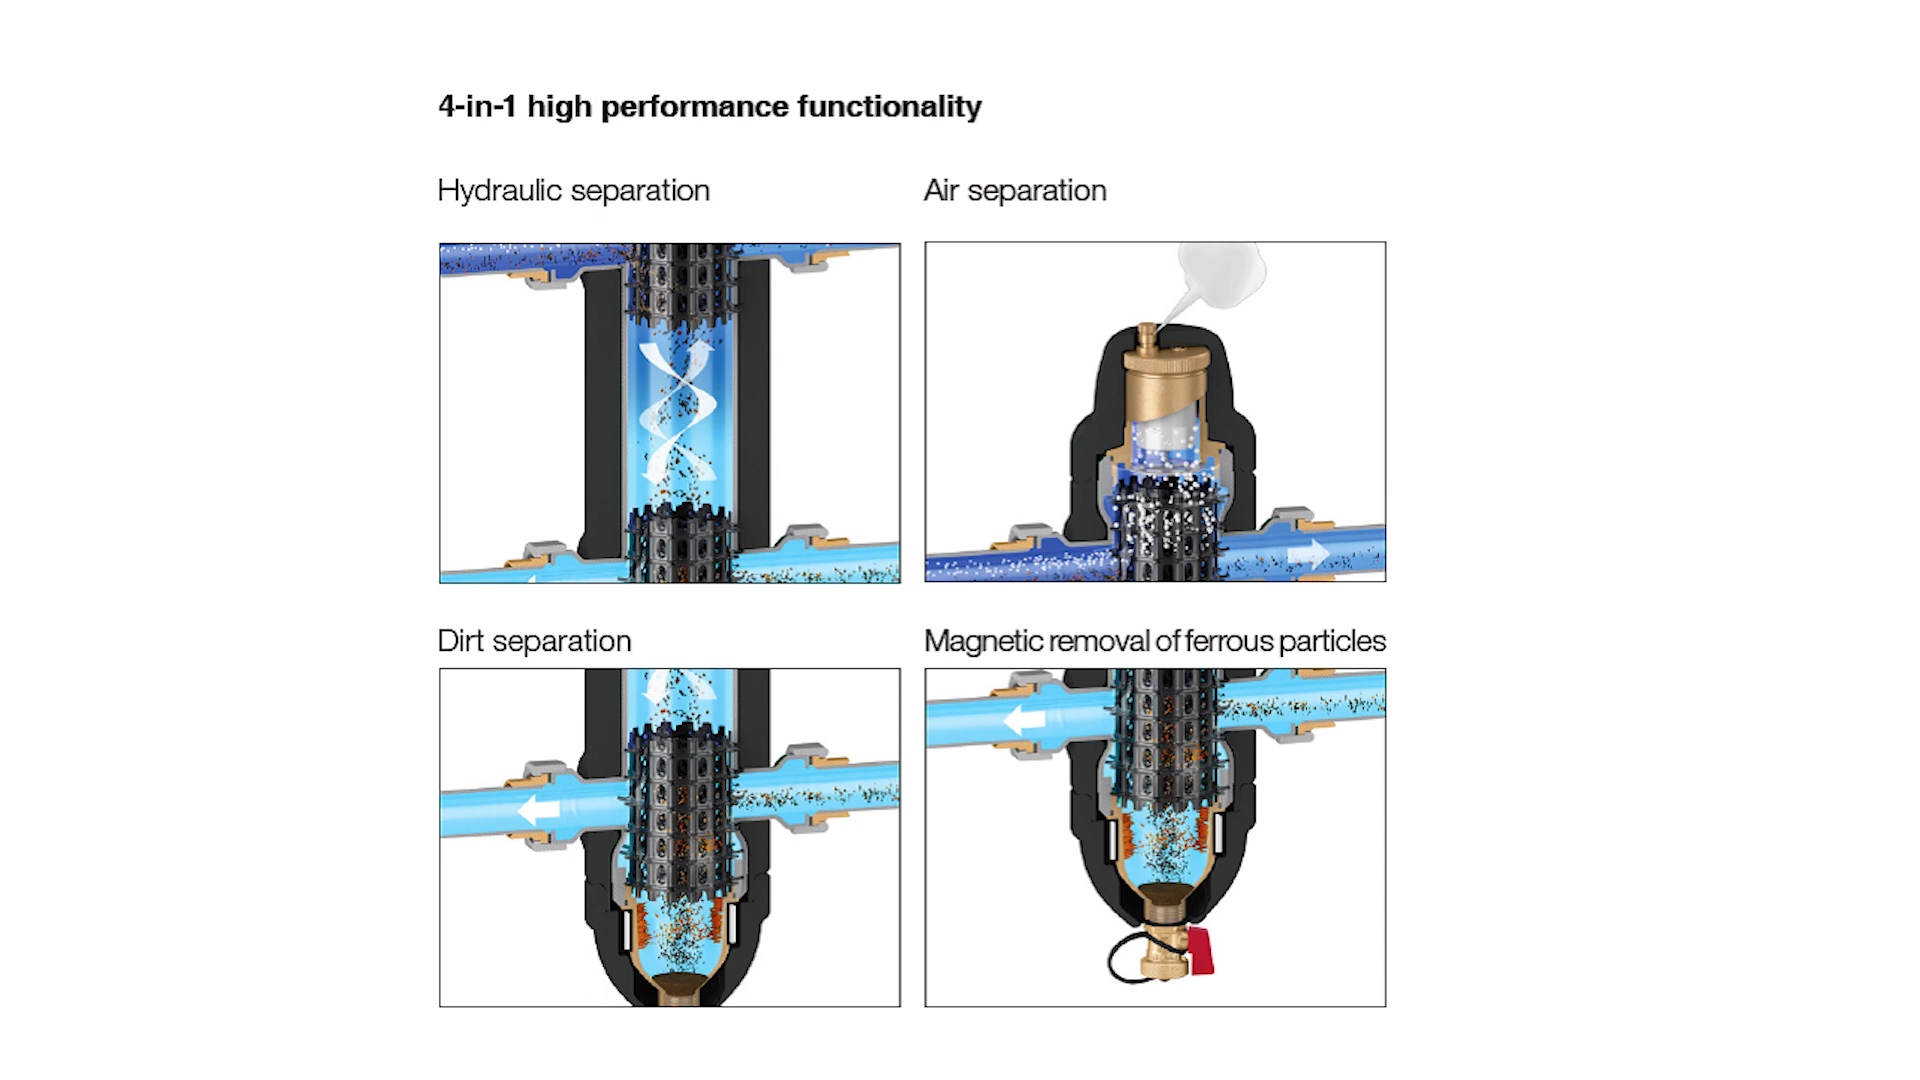 4-in-1 high performance functionality
Hydraulic separation
Air separation
Dirt separation
Magnetic removal of ferrous particles